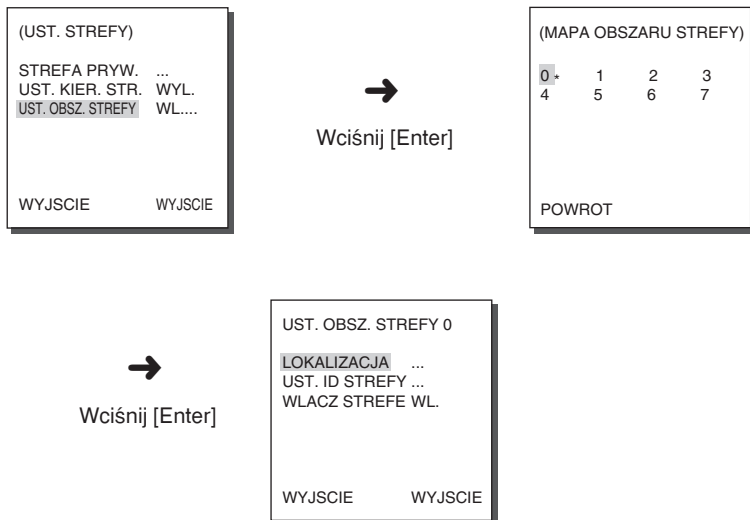 (UST. STREFY)
STREFA PRYW. ...
UST. KIER. STR. WYL.
UST. OBSZ. STREFY WL....
WYJSCIE WYJSCIE
Wciśnij [Enter]
(MAPA OBSZARU STREFY)
0 * 1 2 3
4 5 6 7
POWROT
Wciśnij [Enter]
UST. OBSZ. STREFY 0
LOKALIZACJA ...
UST. ID STREFY ...
WLACZ STREFE WL.
WYJSCIE WYJSCIE